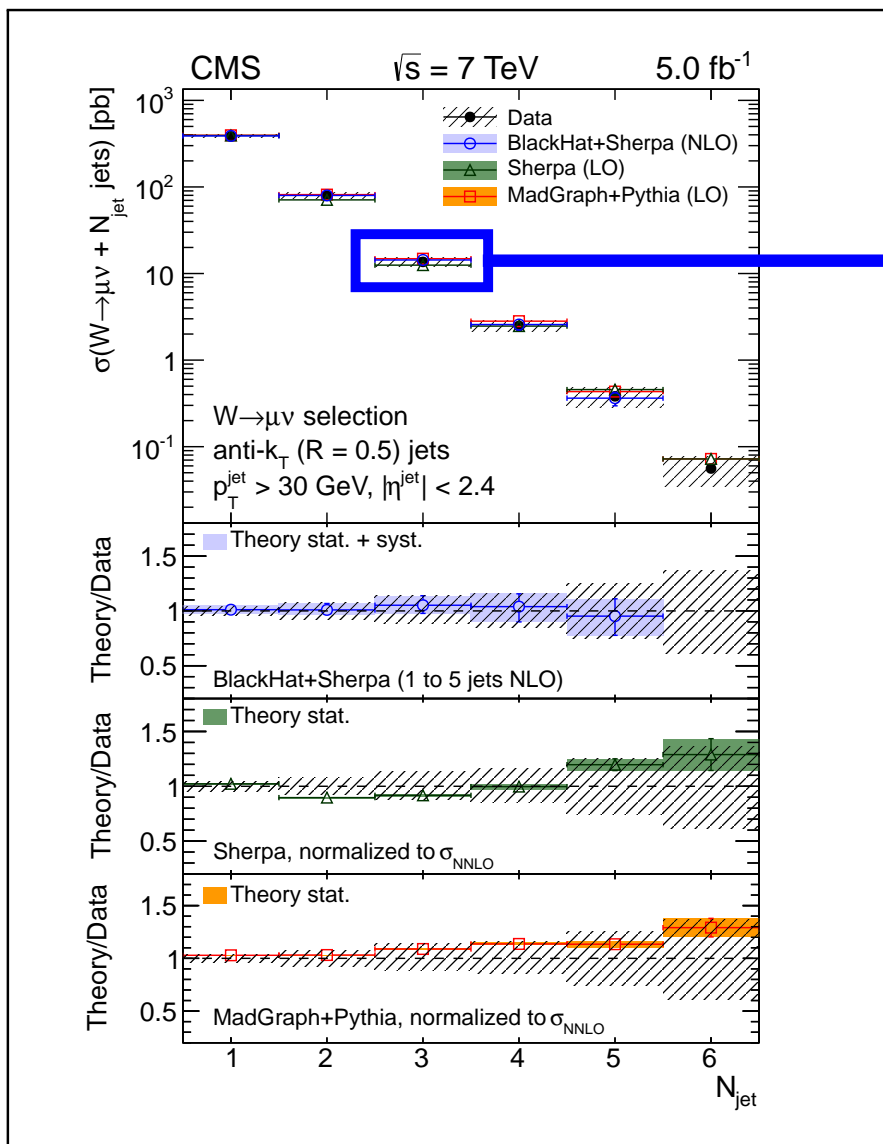 CMS √s = 7 TeV 5.0 fb⁻¹
σ(W→μν + N_jet jets) [pb]
10³
10²
10
1
10⁻¹
Data
BlackHat+Sherpa (NLO)
Sherpa (LO)
MadGraph+Pythia (LO)
W→μν selection
anti-k_T (R = 0.5) jets
p_T^jet > 30 GeV, |η^jet| < 2.4
Theory/Data
1.5
1
0.5
Theory stat. + syst.
BlackHat+Sherpa (1 to 5 jets NLO)
Theory/Data
1.5
1
0.5
Theory stat.
Sherpa, normalized to σ_NNLO
Theory/Data
1.5
1
0.5
Theory stat.
MadGraph+Pythia, normalized to σ_NNLO
1 2 3 4 5 6
N_jet